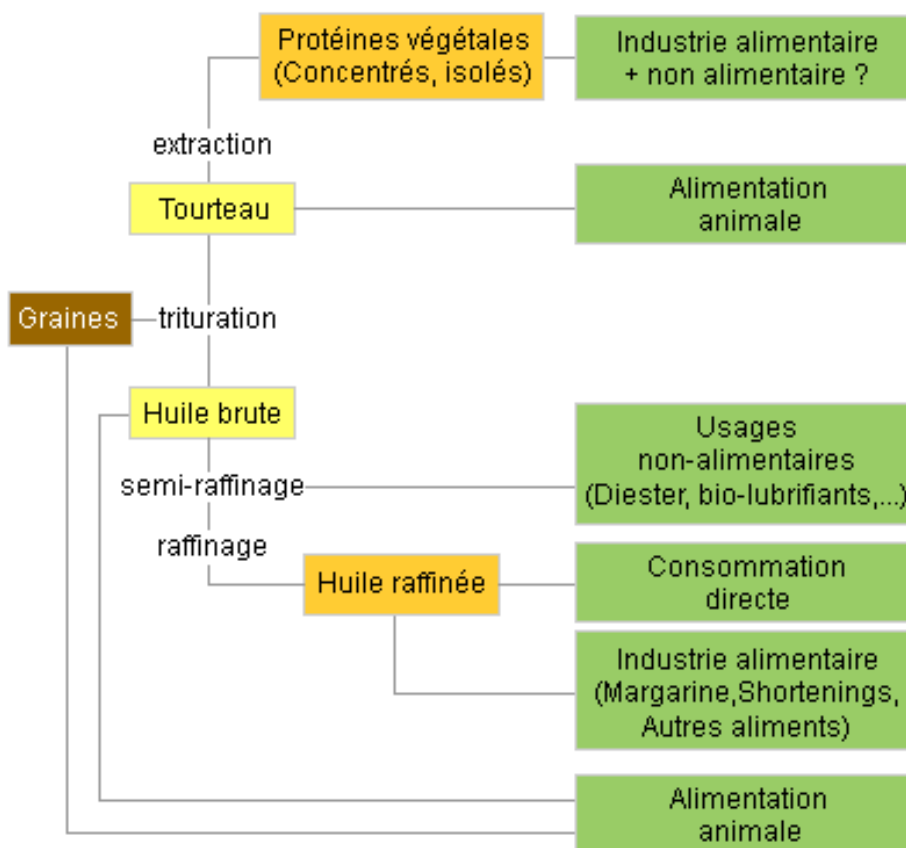 Protéines végétales
(Concentrés, isolés)
Industrie alimentaire
+ non alimentaire ?
extraction
Tourteau
Alimentation
animale
Graines
trituration
Huile brute
Usages
non-alimentaires
(Diester, bio-lubrifiants,...)
semi-raffinage
raffinage
Huile raffinée
Consommation
directe
Industrie alimentaire
(Margarine,Shortenings,
Autres aliments)
Alimentation
animale